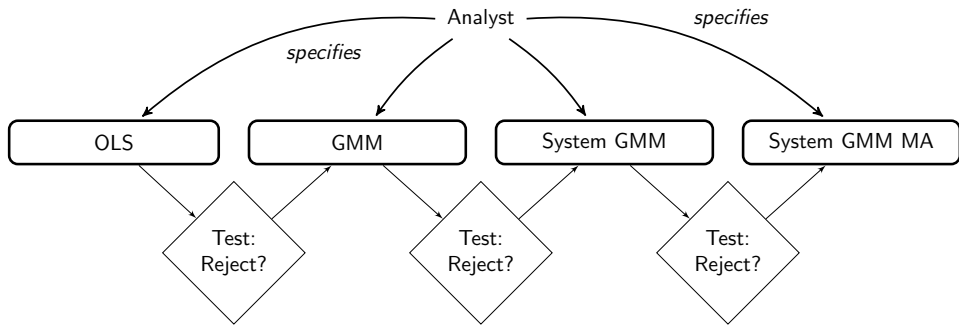 Analyst
specifies
specifies
OLS
GMM
System GMM
System GMM MA
Test:
Reject?
Test:
Reject?
Test:
Reject?